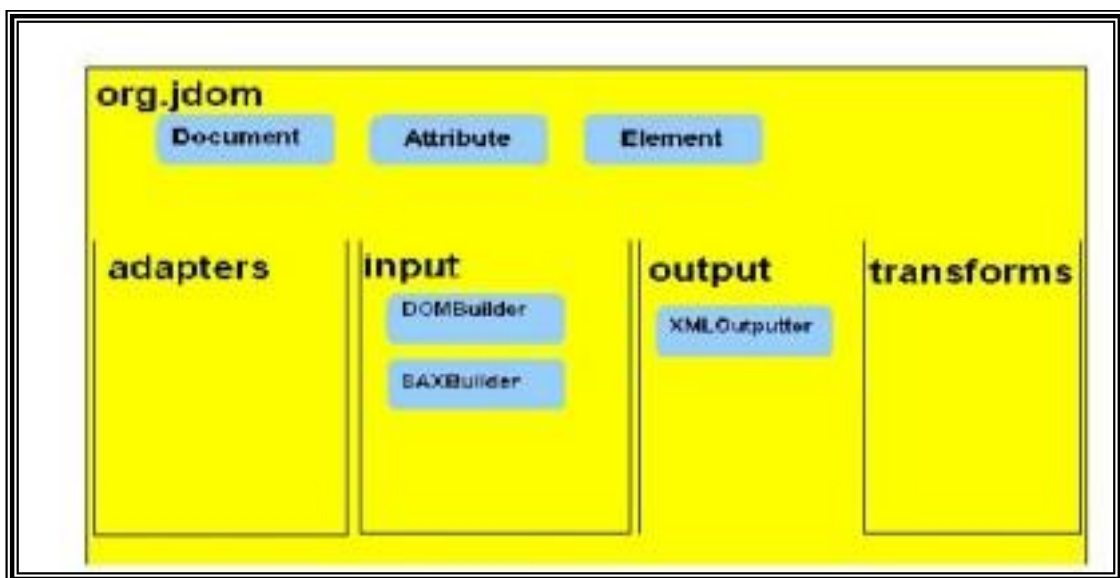 org.jdom
Document Attribute Element
adapters input output transforms
DOMBuilder
XMLOutputter
SAXBuilder